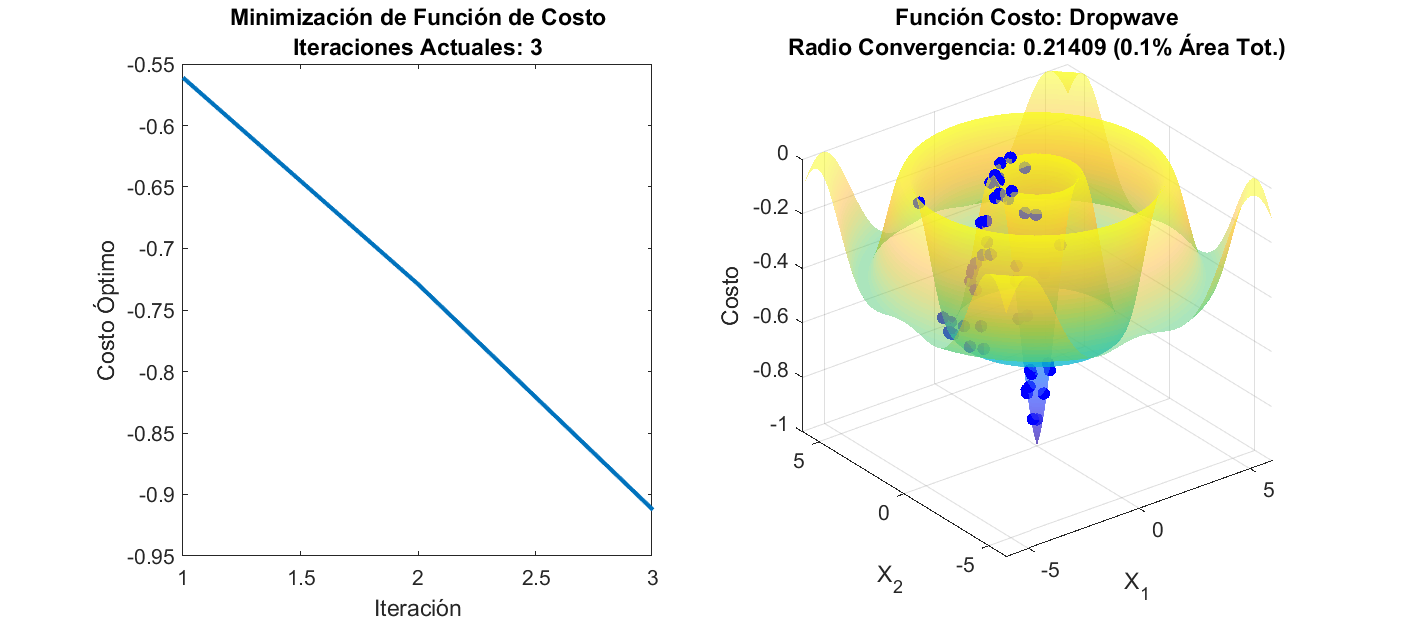 Minimización de Función de Costo
Iteraciones Actuales: 3
-0.55
-0.6
-0.65
-0.7
-0.75
-0.8
-0.85
-0.9
-0.95
Costo Óptimo
1
1.5
2
2.5
3
Iteración
Función Costo: Dropwave
Radio Convergencia: 0.21409 (0.1% Área Tot.)
0
-0.2
-0.4
-0.6
-0.8
-1
Costo
5
0
-5
X2
-5
0
5
X1